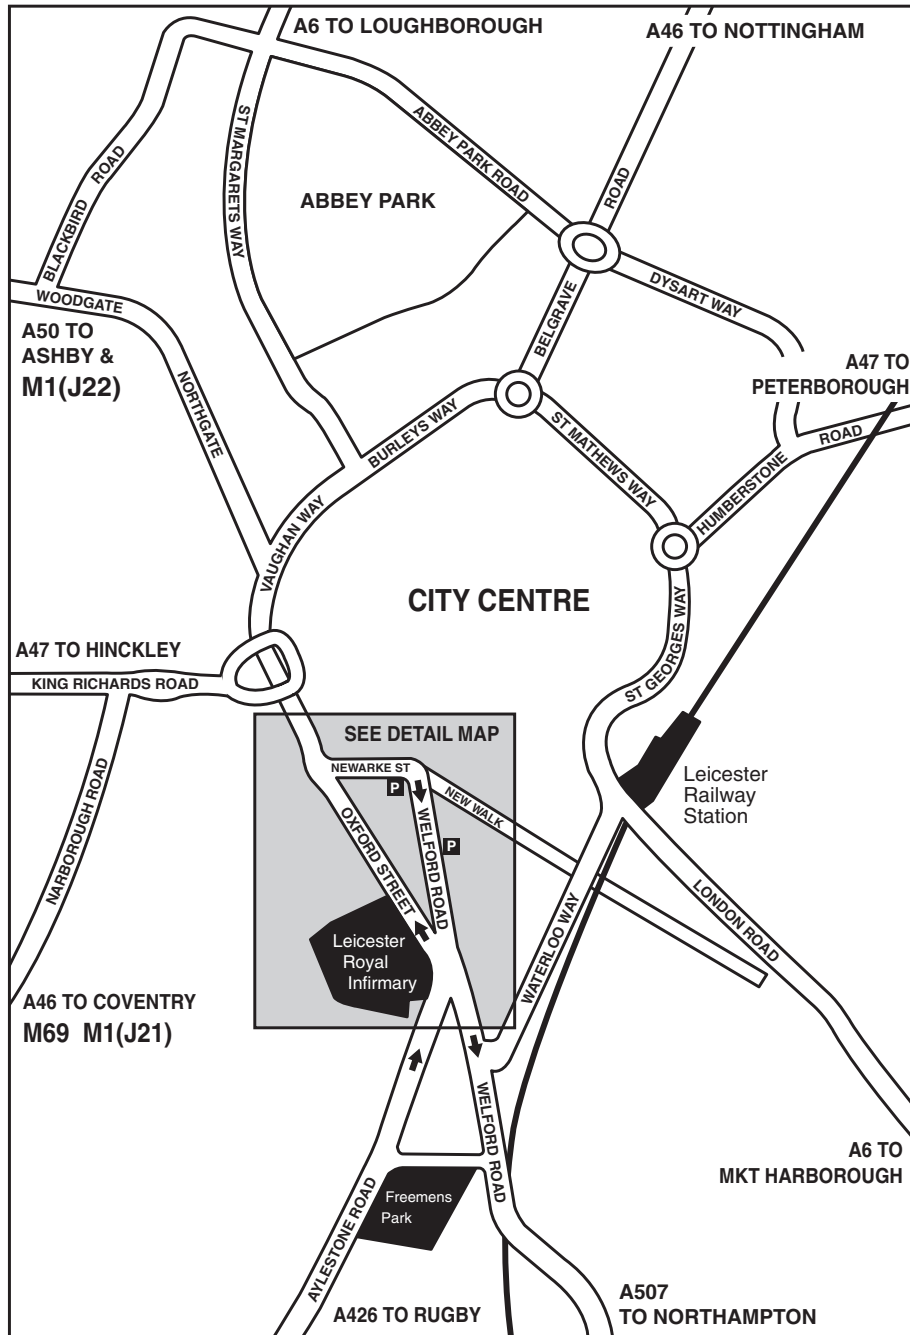 A6 TO LOUGHBOROUGH
A46 TO NOTTINGHAM
ST MARGARETS WAY
ABBEY PARK ROAD
BLACKBIRD ROAD
ABBEY PARK
BELGRAVE ROAD
DYSART WAY
WOODGATE
A50 TO
ASHBY &
M1(J22)
A47 TO
PETERBOROUGH
NORTHGATE
BURLEYS WAY
ST MATHEWS WAY
HUMBERSTONE ROAD
VAUGHAN WAY
CITY CENTRE
ST GEORGES WAY
A47 TO HINCKLEY
KING RICHARDS ROAD
SEE DETAIL MAP
NEWARKE ST
P
NEW WALK
Leicester
Railway
Station
NARBOROUGH ROAD
OXFORD STREET
WELFORD ROAD
P
LONDON ROAD
WATERLOO WAY
Leicester
Royal
Infirmary
A46 TO COVENTRY
M69 M1(J21)
WELFORD ROAD
A6 TO
MKT HARBOROUGH
Freemens
Park
AYLESTONE ROAD
A426 TO RUGBY
A507
TO NORTHAMPTON